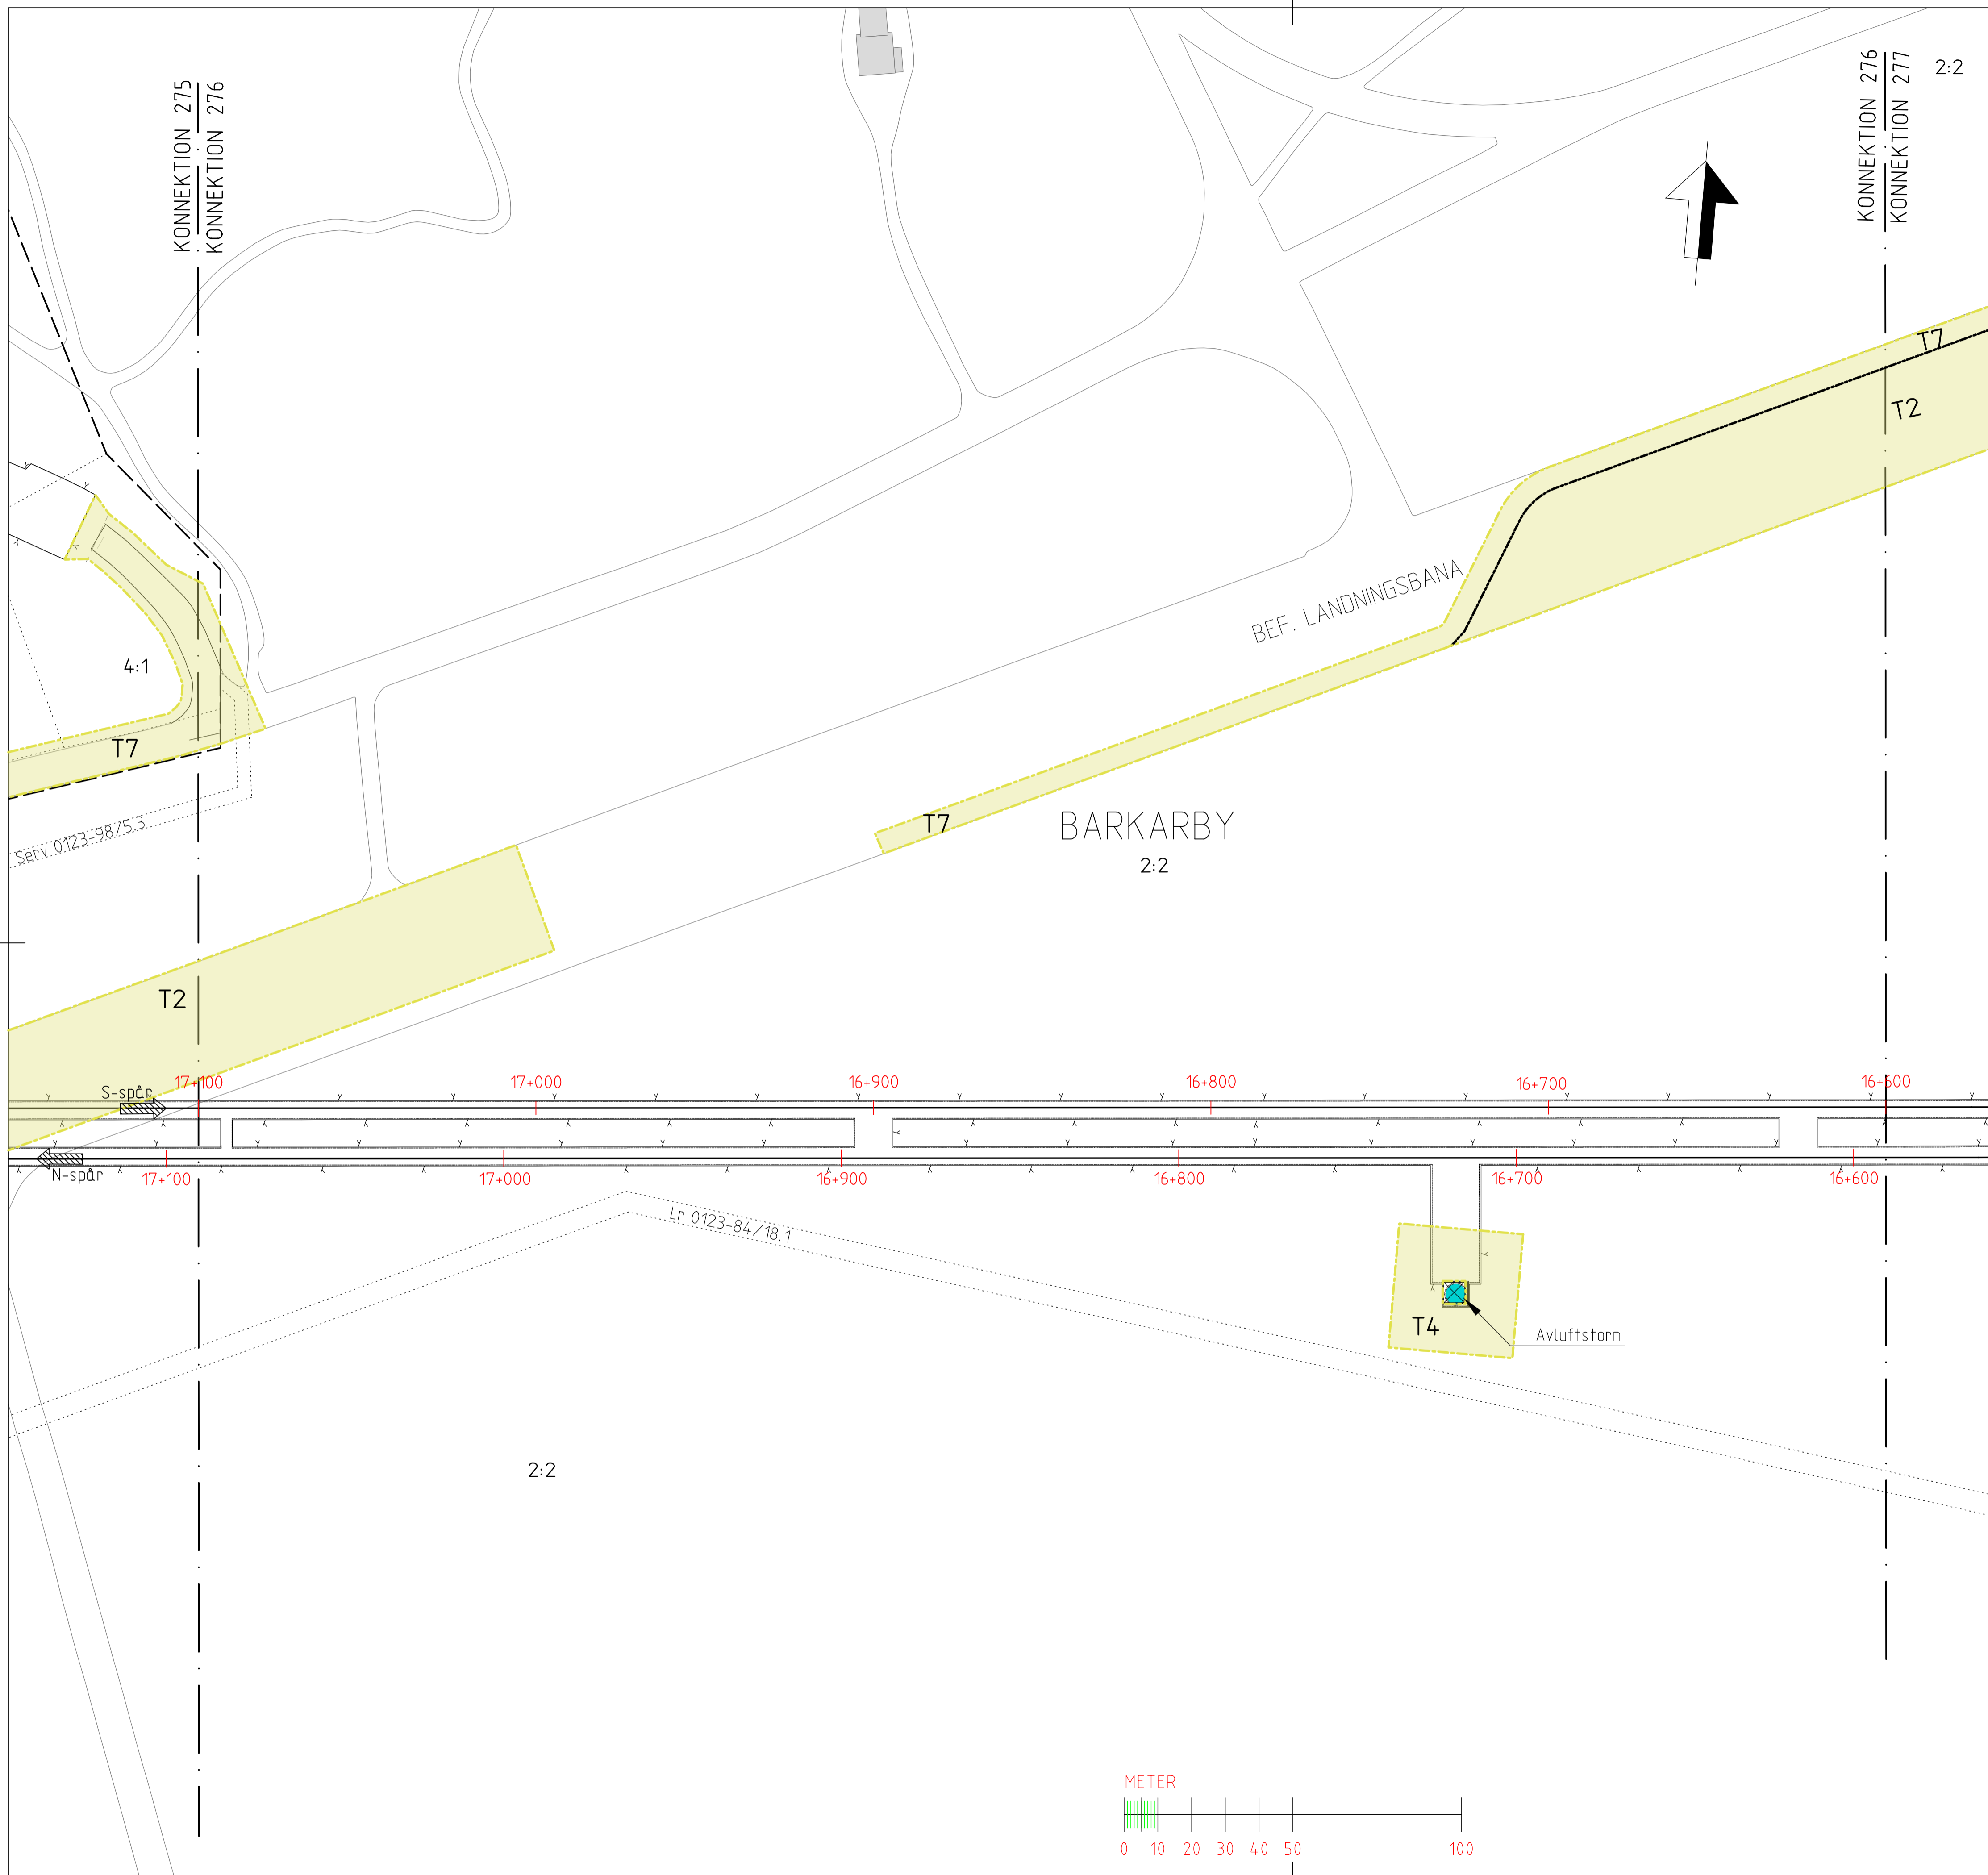 KONNEKTION 275
KONNEKTION 276
KONNEKTION 276
KONNEKTION 277
2:2
T7
T2
BEF. LANDNINGSBANA
4:1
T7
Serv 0123-98/5.3
T7
BARKARBY
2:2
T2
S-spår
17+100
17+000
16+900
16+800
16+700
16+600
N-spår
17+100
17+000
16+900
16+800
16+700
16+600
Lr 0123-84/18.1
T4
Avluftstorn
2:2
METER
0 10 20 30 40 50 100